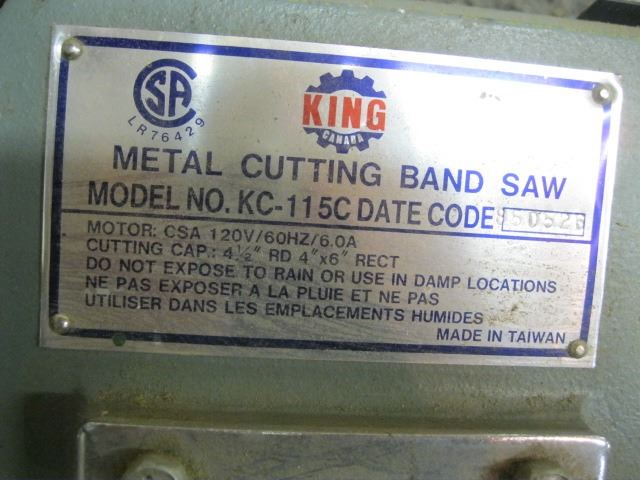 CSA
LR76429
KING
CANADA
METAL CUTTING BAND SAW
MODEL NO. KC-115C DATE CODE
MOTOR: CSA 120V/60HZ/6.0A
CUTTING CAP.: 4½" RD 4"x6" RECT
DO NOT EXPOSE TO RAIN OR USE IN DAMP LOCATIONS
NE PAS EXPOSER A LA PLUIE ET NE PAS
UTILISER DANS LES EMPLACEMENTS HUMIDES
MADE IN TAIWAN